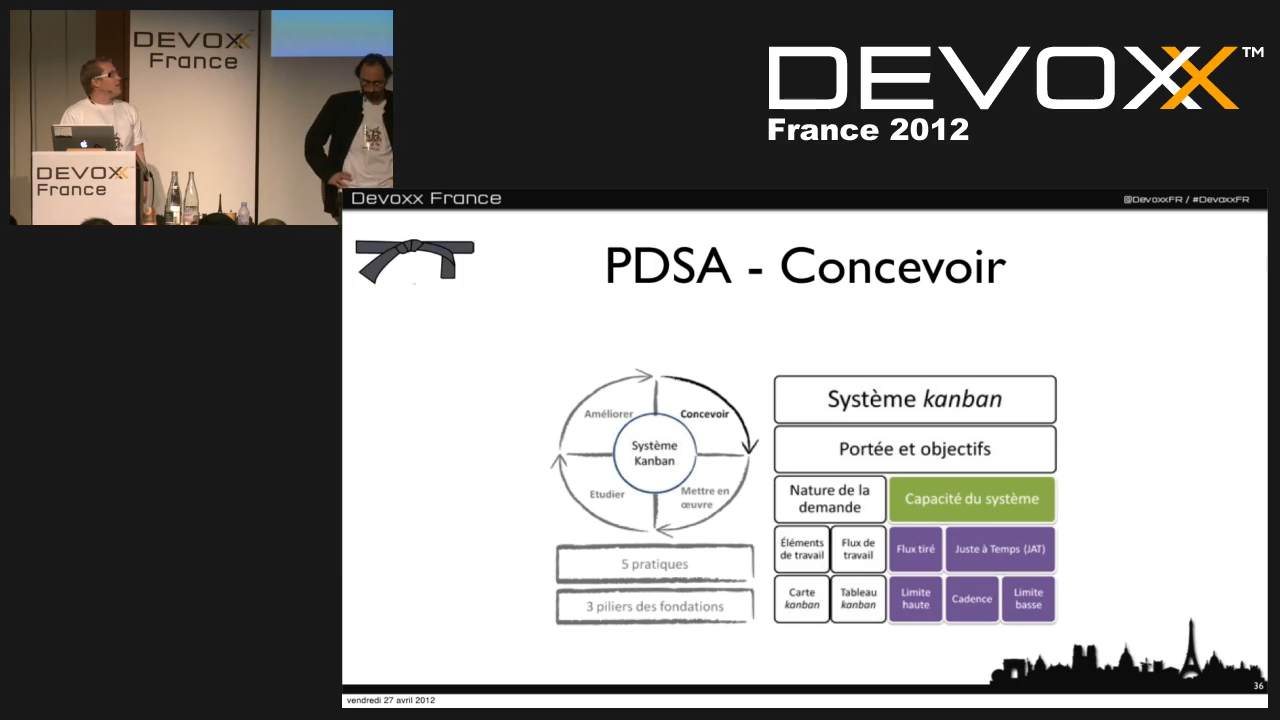 DEVOXX
France
DEVOXX
France
DEVOXX™
France 2012
Devoxx France
@DevoxxFR / #DevoxxFR
PDSA - Concevoir
Améliorer
Concevoir
Système
Kanban
Etudier
Mettre en
œuvre
5 pratiques
3 piliers des fondations
Système kanban
Portée et objectifs
Nature de la
demande
Capacité du système
Éléments
de travail
Flux de
travail
Flux tiré
Juste à Temps (JAT)
Carte
kanban
Tableau
kanban
Limite
haute
Cadence
Limite
basse
36
vendredi 27 avril 2012